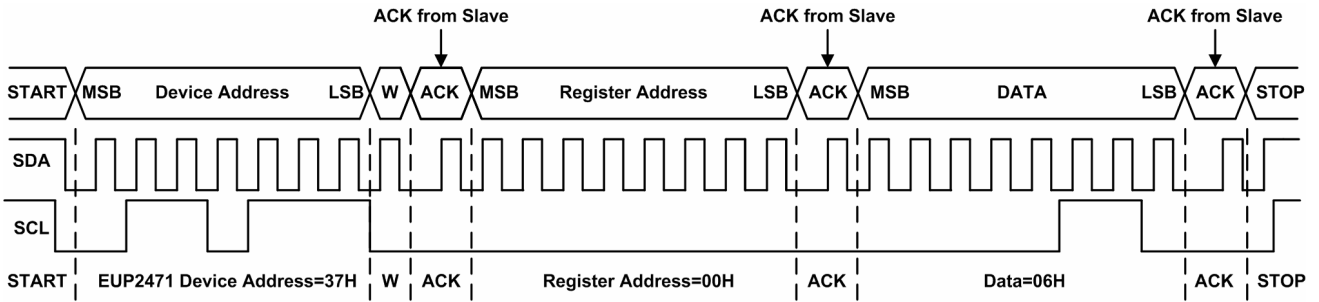 ACK from Slave ACK from Slave ACK from Slave
START MSB Device Address LSB W ACK MSB Register Address LSB ACK MSB DATA LSB ACK STOP
SDA
SCL
START EUP2471 Device Address=37H W ACK Register Address=00H ACK Data=06H ACK STOP